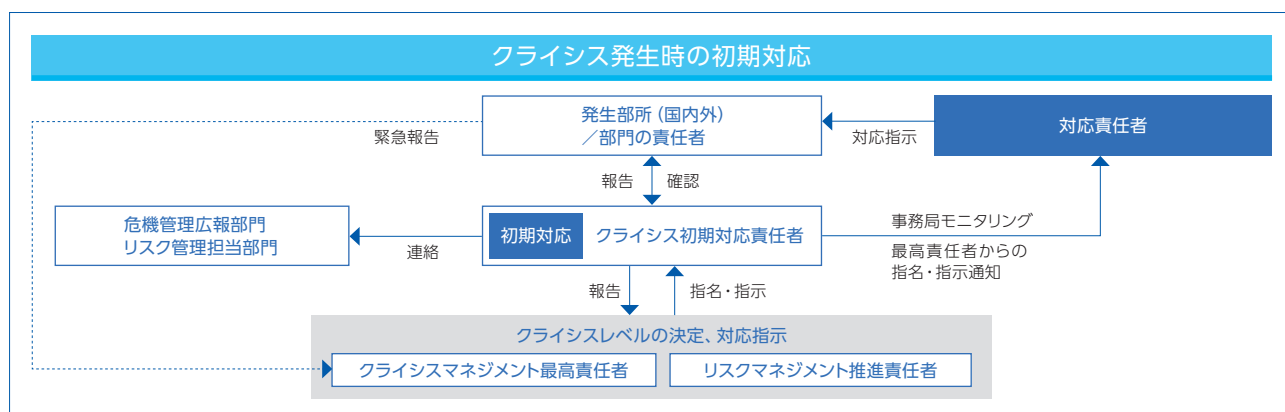 クライシス発生時の初期対応
発生部所(国内外)
／部門の責任者
対応責任者
緊急報告
対応指示
報告
確認
危機管理広報部門
リスク管理担当部門
連絡
初期対応
クライシス初期対応責任者
事務局モニタリング
最高責任者からの
指名・指示通知
報告
指名・指示
クライシスレベルの決定、対応指示
クライシスマネジメント最高責任者
リスクマネジメント推進責任者